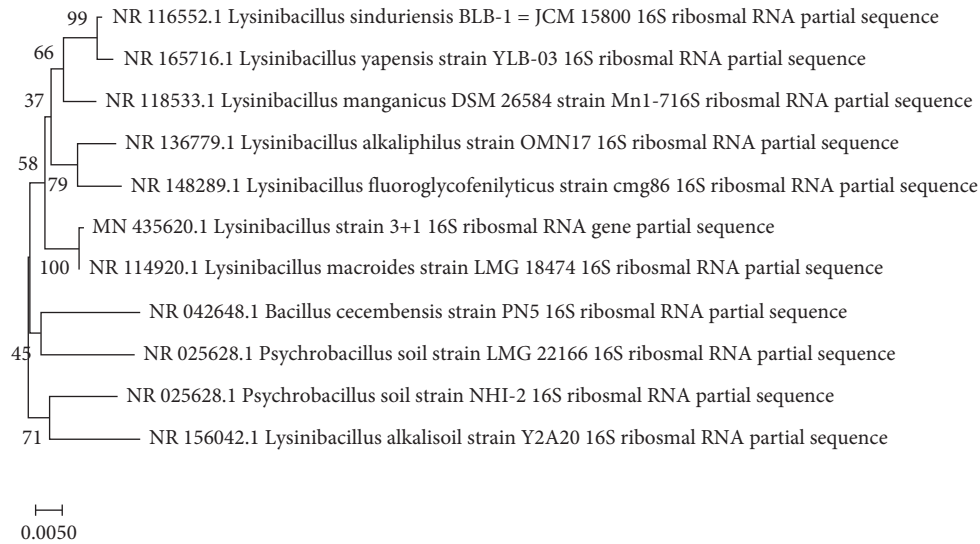 99
NR 116552.1 Lysinibacillus sinduriensis BLB-1 = JCM 15800 16S ribosmal RNA partial sequence
66
NR 165716.1 Lysinibacillus yapensis strain YLB-03 16S ribosmal RNA partial sequence
37
NR 118533.1 Lysinibacillus manganicus DSM 26584 strain Mn1-716S ribosmal RNA partial sequence
NR 136779.1 Lysinibacillus alkaliphilus strain OMN17 16S ribosmal RNA partial sequence
58
79
NR 148289.1 Lysinibacillus fluoroglycofenilyticus strain cmg86 16S ribosmal RNA partial sequence
MN 435620.1 Lysinibacillus strain 3+1 16S ribosmal RNA gene partial sequence
100
NR 114920.1 Lysinibacillus macroides strain LMG 18474 16S ribosmal RNA partial sequence
NR 042648.1 Bacillus cecembensis strain PN5 16S ribosmal RNA partial sequence
45
NR 025628.1 Psychrobacillus soil strain LMG 22166 16S ribosmal RNA partial sequence
NR 025628.1 Psychrobacillus soil strain NHI-2 16S ribosmal RNA partial sequence
71
NR 156042.1 Lysinibacillus alkalisoil strain Y2A20 16S ribosmal RNA partial sequence
0.0050